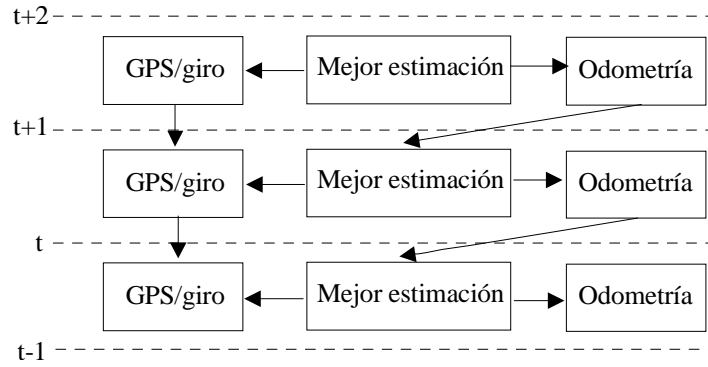 t+2
GPS/giro
Mejor estimación
Odometría
t+1
GPS/giro
Mejor estimación
Odometría
t
GPS/giro
Mejor estimación
Odometría
t-1